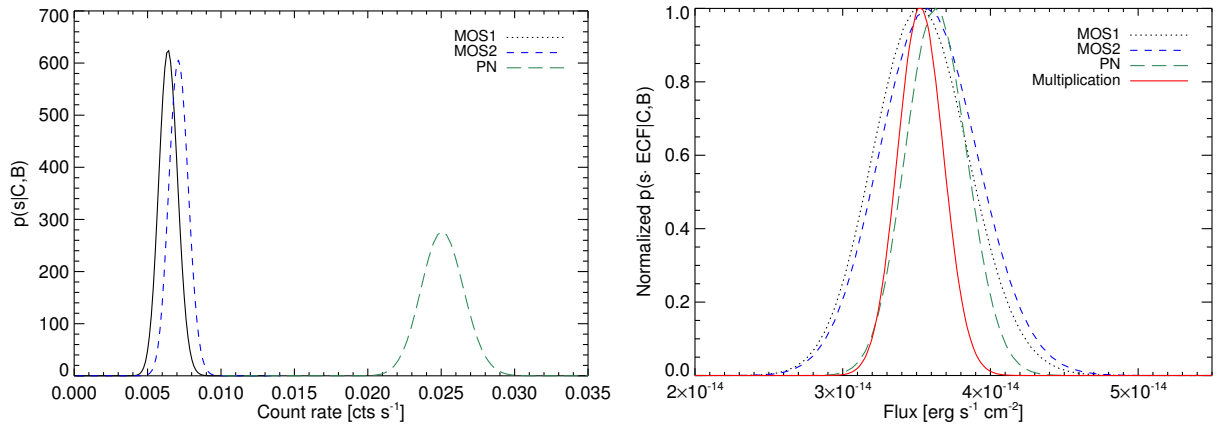 700
600
500
400
300
200
100
0
p(s|C,B)
0.000 0.005 0.010 0.015 0.020 0.025 0.030 0.035
Count rate [cts s⁻¹]
MOS1
MOS2
PN
1.0
0.8
0.6
0.4
0.2
0.0
Normalized p(s· ECF|C,B)
2×10⁻¹⁴ 3×10⁻¹⁴ 4×10⁻¹⁴ 5×10⁻¹⁴
Flux [erg s⁻¹ cm⁻²]
MOS1
MOS2
PN
Multiplication